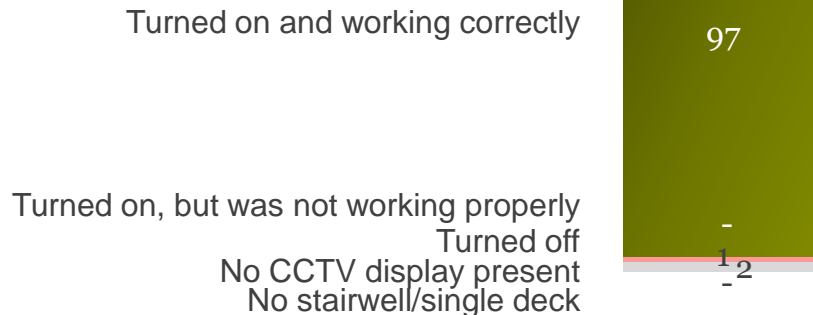 Turned on and working correctly
97
Turned on, but was not working properly
-
Turned off
1
No CCTV display present
2
No stairwell/single deck
-